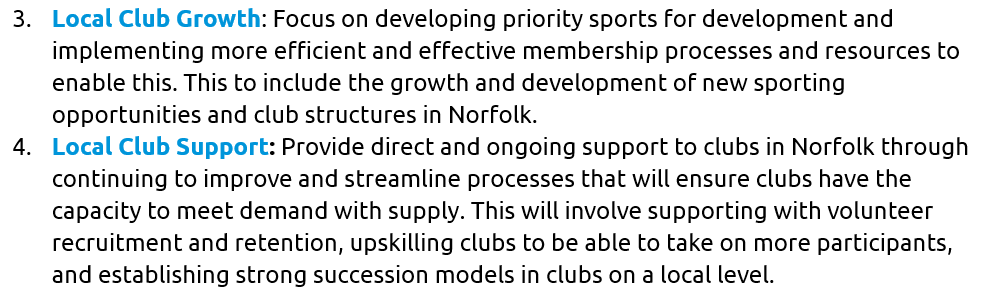 3. Local Club Growth: Focus on developing priority sports for development and
implementing more efficient and effective membership processes and resources to
enable this. This to include the growth and development of new sporting
opportunities and club structures in Norfolk.
4. Local Club Support: Provide direct and ongoing support to clubs in Norfolk through
continuing to improve and streamline processes that will ensure clubs have the
capacity to meet demand with supply. This will involve supporting with volunteer
recruitment and retention, upskilling clubs to be able to take on more participants,
and establishing strong succession models in clubs on a local level.